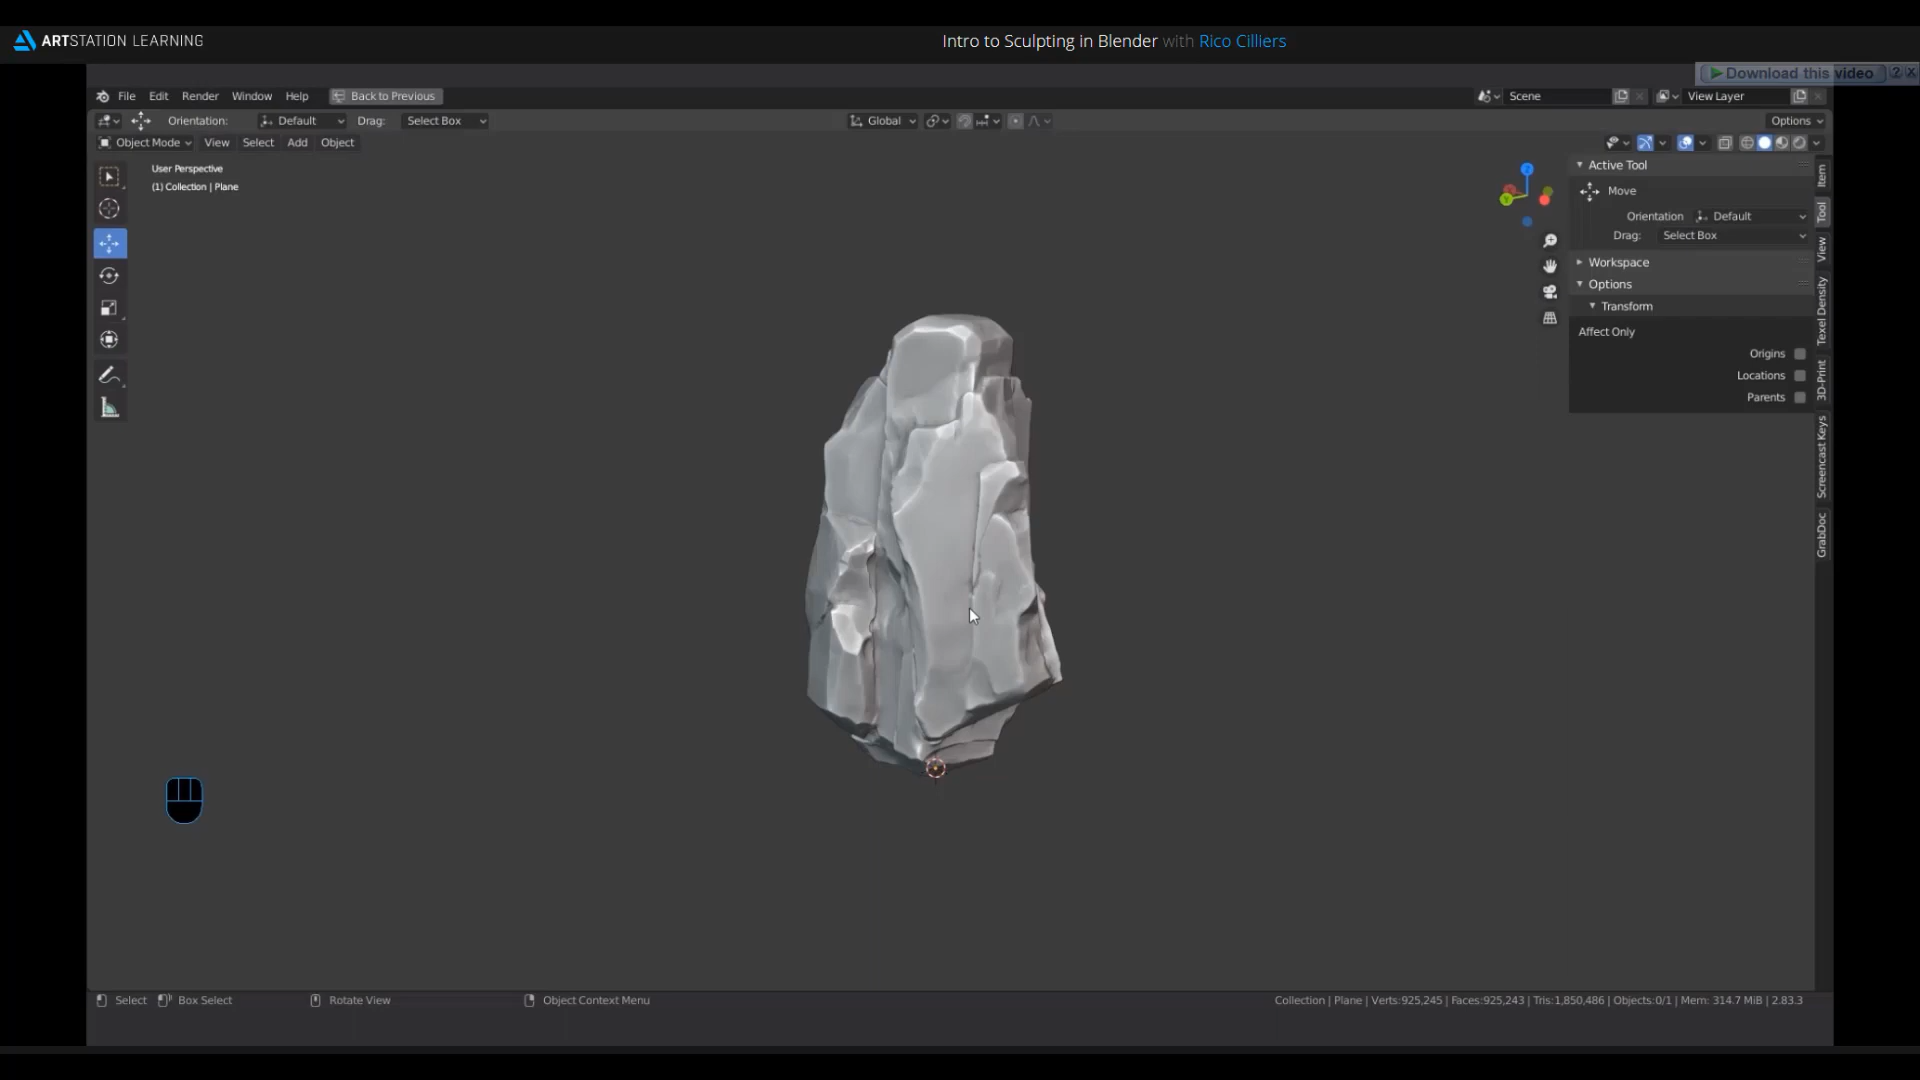 ARTSTATION LEARNING
Intro to Sculpting in Blender with Rico Cilliers
Download this video ? X
File Edit Render Window Help Back to Previous Scene View Layer
Orientation: Default Drag: Select Box Global Options
Object Mode View Select Add Object
User Perspective
(1) Collection | Plane
Z
Y
Active Tool
Move
Orientation Default
Drag: Select Box
Workspace
Options
Transform
Affect Only
Origins
Locations
Parents
Item
Tool
View
Texel Density
3D-Print
Screencast Keys
GrabDoc
Select Box Select Rotate View Object Context Menu
Collection | Plane | Verts:925,245 | Faces:925,243 | Tris:1,850,486 | Objects:0/1 | Mem: 314.7 MiB | 2.83.3